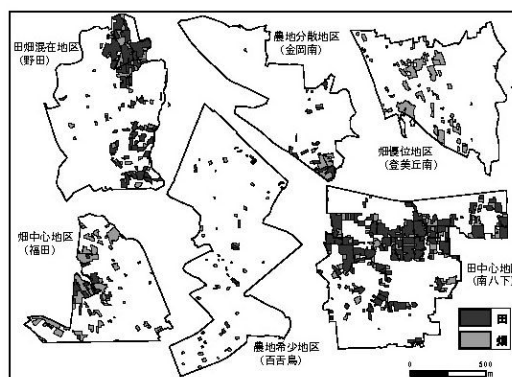 田畑混在地区
(野田)
農地分散地区
(金岡南)
畑優位地区
(登美丘南)
畑中心地区
(福田)
農地希少地区
(百舌鳥)
田中心地区
(南八下)
田
畑
0
500
m